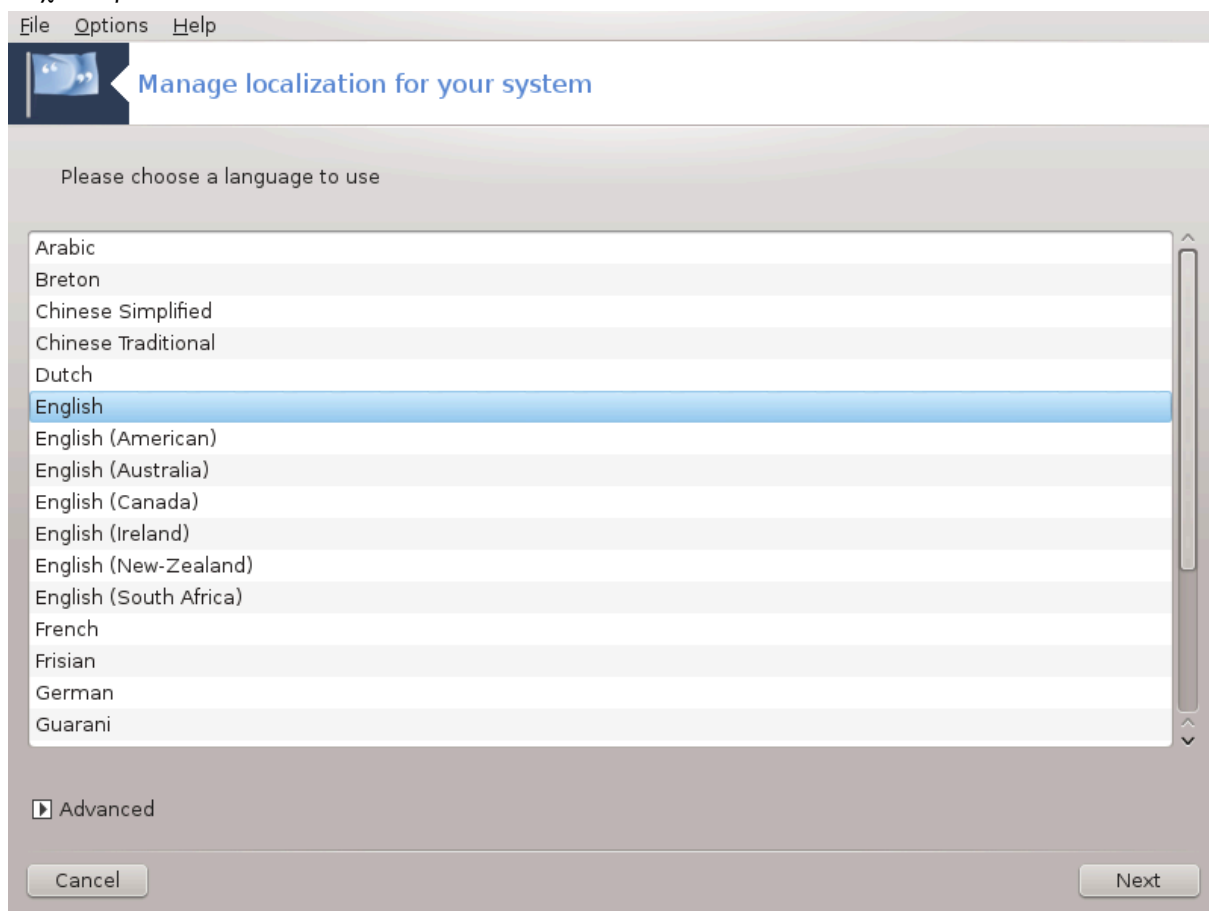 File Options Help
Manage localization for your system
Please choose a language to use
Arabic
Breton
Chinese Simplified
Chinese Traditional
Dutch
English
English (American)
English (Australia)
English (Canada)
English (Ireland)
English (New-Zealand)
English (South Africa)
French
Frisian
German
Guarani
Advanced
Cancel Next